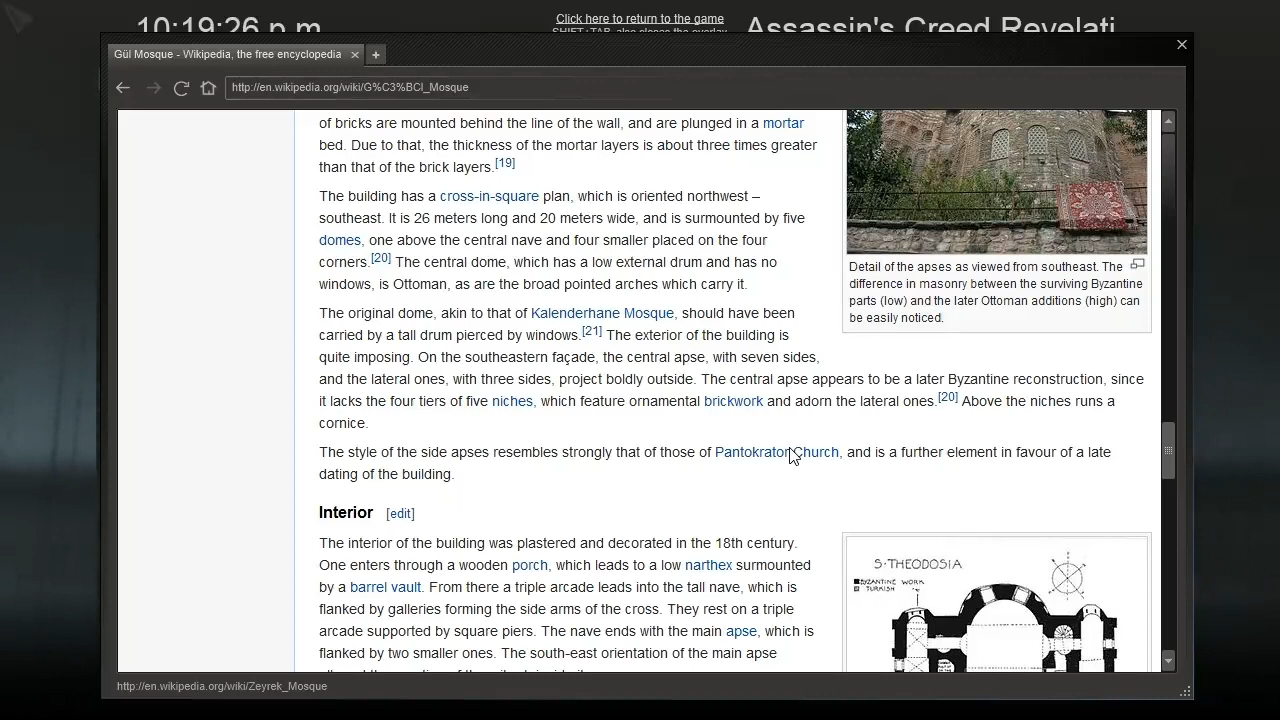 10:19:26 p.m
Click here to return to the game
SHIFT+TAB also closes the overlay
Assassin's Creed Revelati
Gül Mosque - Wikipedia, the free encyclopedia
http://en.wikipedia.org/wiki/G%C3%BCl_Mosque
of bricks are mounted behind the line of the wall, and are plunged in a mortar
bed. Due to that, the thickness of the mortar layers is about three times greater
than that of the brick layers.[19]
The building has a cross-in-square plan, which is oriented northwest –
southeast. It is 26 meters long and 20 meters wide, and is surmounted by five
domes, one above the central nave and four smaller placed on the four
corners.[20] The central dome, which has a low external drum and has no
windows, is Ottoman, as are the broad pointed arches which carry it.
Detail of the apses as viewed from southeast. The
difference in masonry between the surviving Byzantine
parts (low) and the later Ottoman additions (high) can
be easily noticed.
The original dome, akin to that of Kalenderhane Mosque, should have been
carried by a tall drum pierced by windows.[21] The exterior of the building is
quite imposing. On the southeastern façade, the central apse, with seven sides,
and the lateral ones, with three sides, project boldly outside. The central apse appears to be a later Byzantine reconstruction, since
it lacks the four tiers of five niches, which feature ornamental brickwork and adorn the lateral ones.[20] Above the niches runs a
cornice.
The style of the side apses resembles strongly that of those of Pantokrator Church, and is a further element in favour of a late
dating of the building.
Interior [edit]
The interior of the building was plastered and decorated in the 18th century.
One enters through a wooden porch, which leads to a low narthex surmounted
by a barrel vault. From there a triple arcade leads into the tall nave, which is
flanked by galleries forming the side arms of the cross. They rest on a triple
arcade supported by square piers. The nave ends with the main apse, which is
flanked by two smaller ones. The south-east orientation of the main apse
S·THEODOSIA
BYZANTINE WORK
TURKISH
http://en.wikipedia.org/wiki/Zeyrek_Mosque